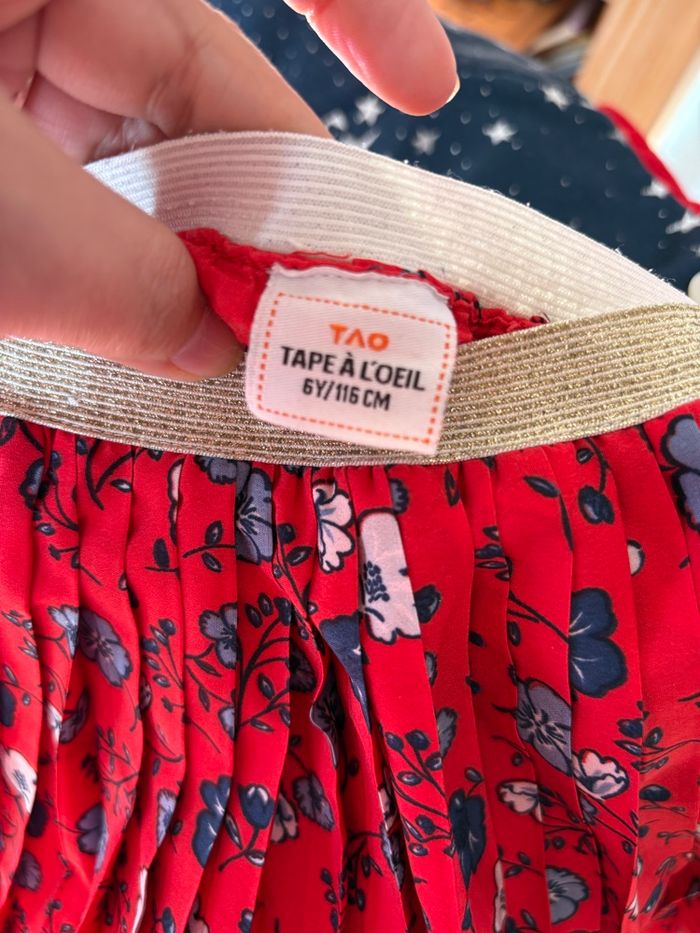 TAO
TAPE À L'OEIL
6Y/116 CM